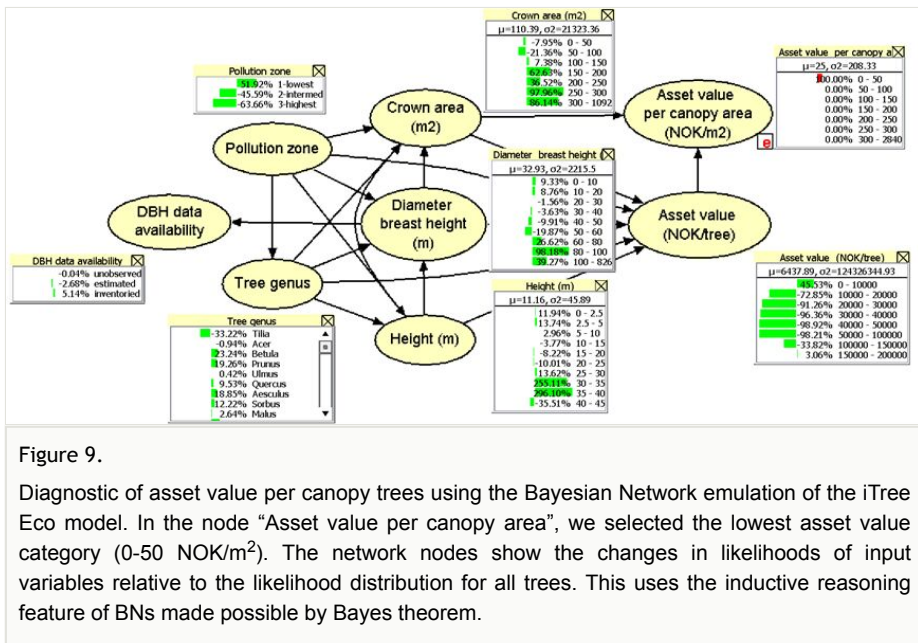 Crown area (m2)
μ=110.39, σ2=21323.36
-7.95% 0 - 50
-21.36% 50 - 100
7.38% 100 - 150
62.63% 150 - 200
36.52% 200 - 250
97.96% 250 - 300
86.14% 300 - 1092
Asset value per canopy a
μ=25, σ2=208.33
100.00% 0 - 50
0.00% 50 - 100
0.00% 100 - 150
0.00% 150 - 200
0.00% 200 - 250
0.00% 250 - 300
0.00% 300 - 2840
Pollution zone
51.92% 1-lowest
-45.59% 2-intermed
-63.66% 3-highest
Crown area
(m2)
Asset value
per canopy area
(NOK/m2)
e
Pollution zone
Diameter breast height (
μ=32.93, σ2=2215.5
9.33% 0 - 10
8.76% 10 - 20
-1.56% 20 - 30
-3.63% 30 - 40
-9.91% 40 - 50
-19.87% 50 - 60
26.62% 60 - 80
98.18% 80 - 100
39.27% 100 - 826
DBH data
availability
Diameter
breast height
(m)
Asset value
(NOK/tree)
DBH data availability
-0.04% unobserved
-2.68% estimated
5.14% inventoried
Tree genus
Asset value (NOK/tree)
μ=6437.89, σ2=124326344.93
45.53% 0 - 10000
-72.85% 10000 - 20000
-91.26% 20000 - 30000
-96.36% 30000 - 40000
-98.92% 40000 - 50000
-98.21% 50000 - 100000
-33.82% 100000 - 150000
3.06% 150000 - 200000
Height (m)
μ=11.16, σ2=45.89
11.94% 0 - 2.5
13.74% 2.5 - 5
2.96% 5 - 10
-3.77% 10 - 15
-8.22% 15 - 20
-10.01% 20 - 25
13.62% 25 - 30
255.11% 30 - 35
296.10% 35 - 40
-35.51% 40 - 45
Height (m)
Tree genus
-33.22% Tilia
-0.94% Acer
23.24% Betula
19.26% Prunus
0.42% Ulmus
9.53% Quercus
18.85% Aesculus
12.22% Sorbus
2.64% Malus
Figure 9.
Diagnostic of asset value per canopy trees using the Bayesian Network emulation of the iTree
Eco model. In the node “Asset value per canopy area”, we selected the lowest asset value
category (0-50 NOK/m2). The network nodes show the changes in likelihoods of input
variables relative to the likelihood distribution for all trees. This uses the inductive reasoning
feature of BNs made possible by Bayes theorem.